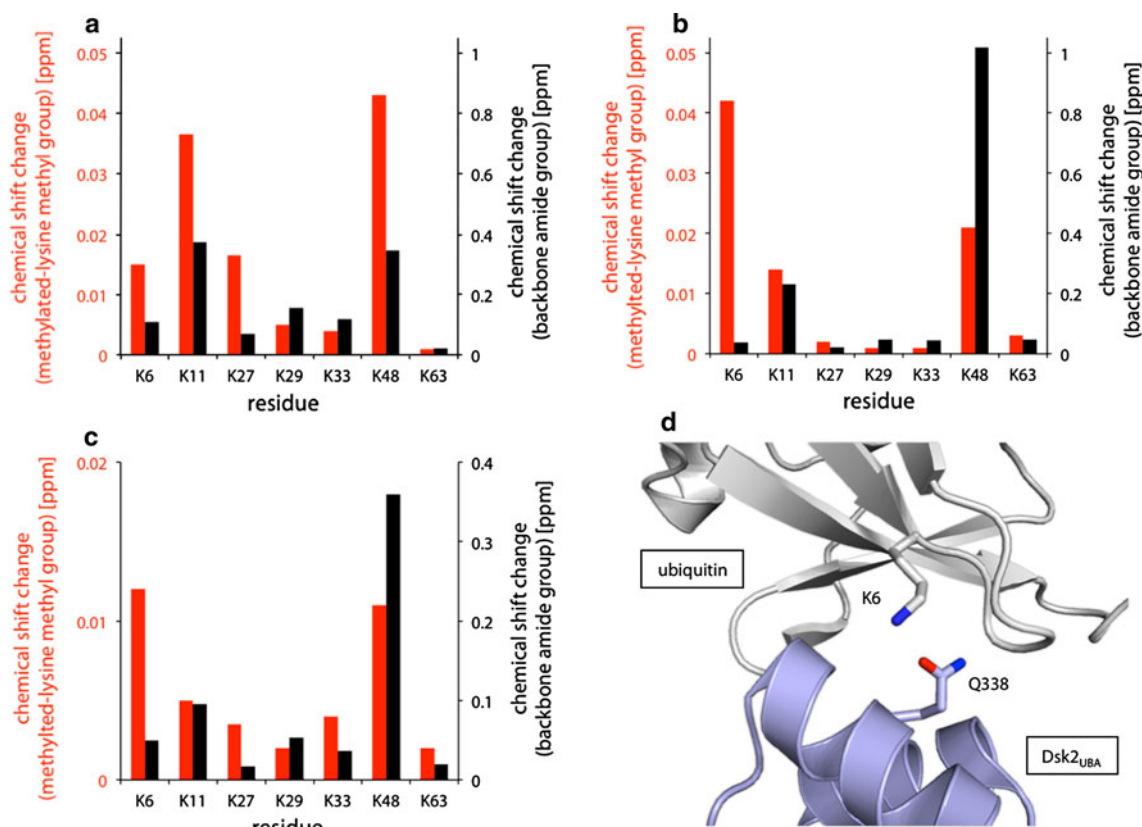 a
chemical shift change
(methylated-lysine methyl group) [ppm]
0.05
0.04
0.03
0.02
0.01
0
1
0.8
0.6
0.4
0.2
0
chemical shift change
(backbone amide group) [ppm]
K6 K11 K27 K29 K33 K48 K63
residue
b
chemical shift change
(methylted-lysine methyl group) [ppm]
0.05
0.04
0.03
0.02
0.01
0
1
0.8
0.6
0.4
0.2
0
chemical shift change
(backbone amide group) [ppm]
K6 K11 K27 K29 K33 K48 K63
residue
c
chemical shift change
(methylted-lysine methyl group) [ppm]
0.02
0.01
0
0.4
0.3
0.2
0.1
0
chemical shift change
(backbone amide group) [ppm]
K6 K11 K27 K29 K33 K48 K63
residue
d
ubiquitin
K6
Q338
Dsk2UBA